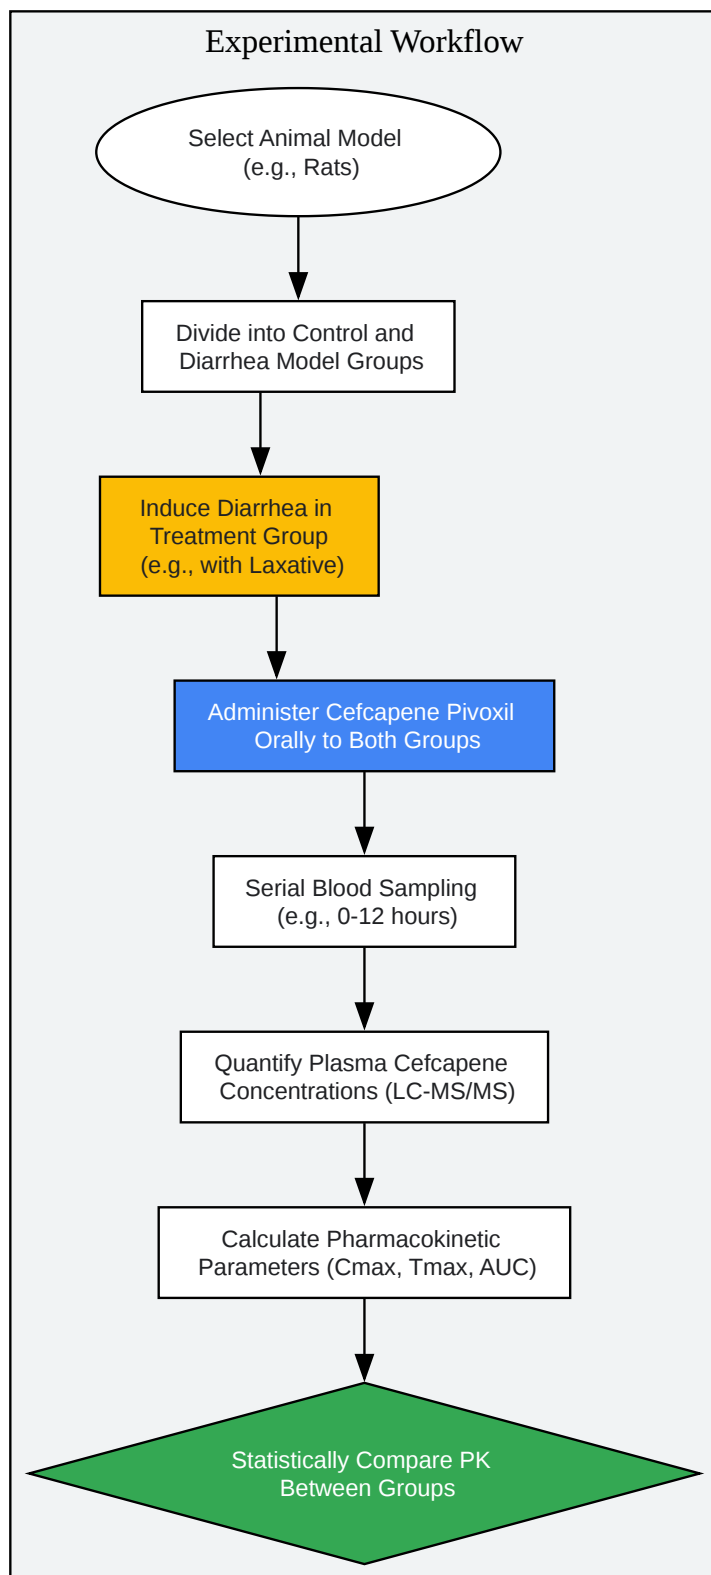 Experimental Workflow
Select Animal Model
(e.g., Rats)
Divide into Control and
Diarrhea Model Groups
Induce Diarrhea in
Treatment Group
(e.g., with Laxative)
Administer Cefcapene Pivoxil
Orally to Both Groups
Serial Blood Sampling
(e.g., 0-12 hours)
Quantify Plasma Cefcapene
Concentrations (LC-MS/MS)
Calculate Pharmacokinetic
Parameters (Cmax, Tmax, AUC)
Statistically Compare PK
Between Groups